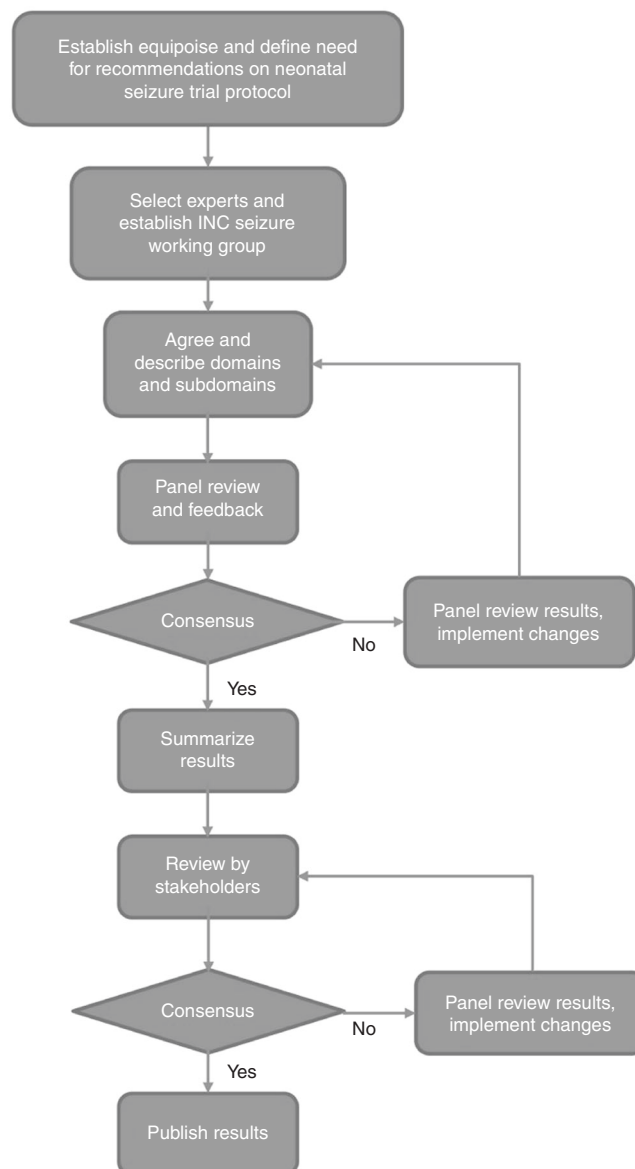 Establish equipoise and define need
for recommendations on neonatal
seizure trial protocol
Select experts and
establish INC seizure
working group
Agree and
describe domains
and subdomains
Panel review
and feedback
Consensus
No
Panel review results,
implement changes
Yes
Summarize
results
Review by
stakeholders
Consensus
No
Panel review results,
implement changes
Yes
Publish results